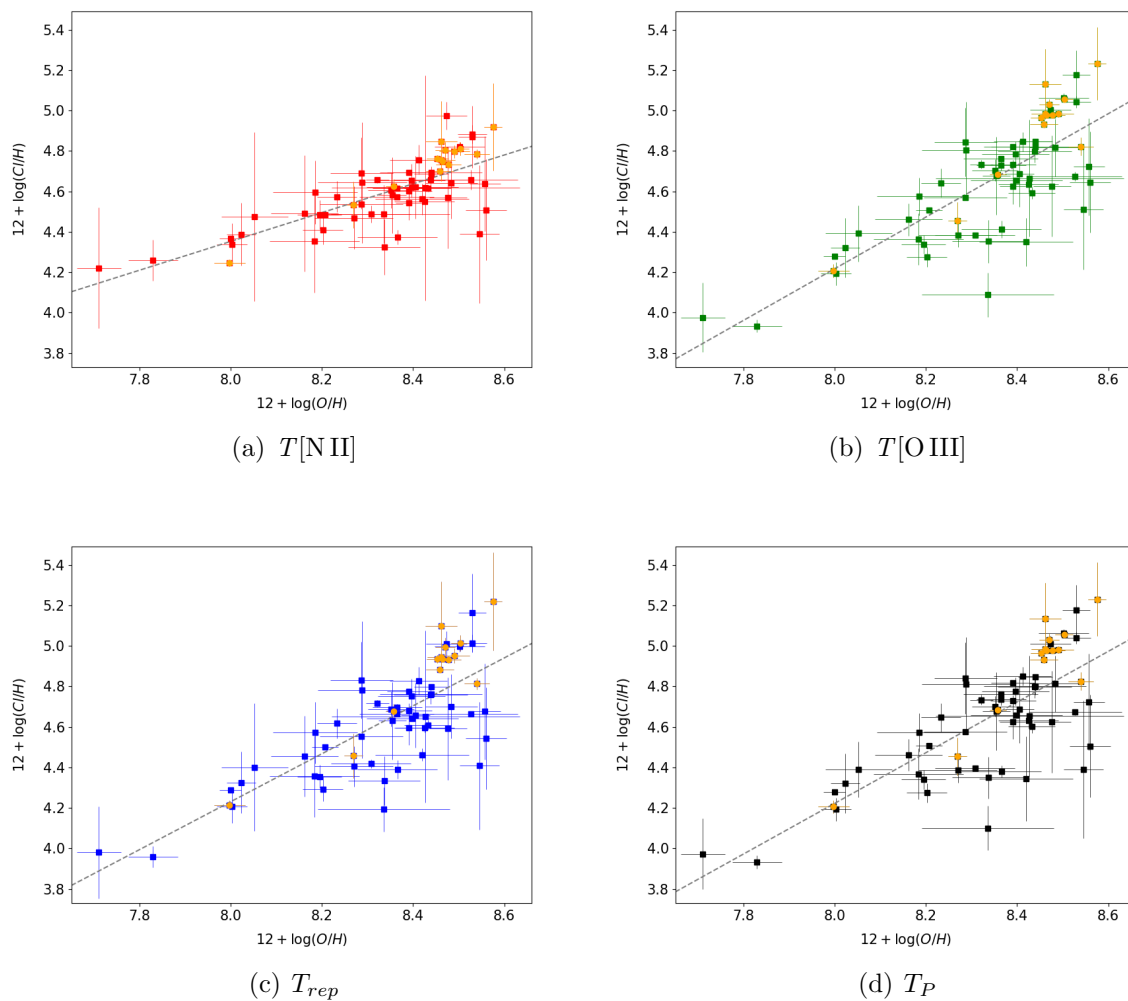 5.4
5.2
5.0
4.8
4.6
4.4
4.2
4.0
3.8
12 + log(Cl/H)
7.8 8.0 8.2 8.4 8.6
12 + log(O/H)
(a) T[N II]
5.4
5.2
5.0
4.8
4.6
4.4
4.2
4.0
3.8
12 + log(Cl/H)
7.8 8.0 8.2 8.4 8.6
12 + log(O/H)
(b) T[O III]
5.4
5.2
5.0
4.8
4.6
4.4
4.2
4.0
3.8
12 + log(Cl/H)
7.8 8.0 8.2 8.4 8.6
12 + log(O/H)
(c) T_rep
5.4
5.2
5.0
4.8
4.6
4.4
4.2
4.0
3.8
12 + log(Cl/H)
7.8 8.0 8.2 8.4 8.6
12 + log(O/H)
(d) T_P